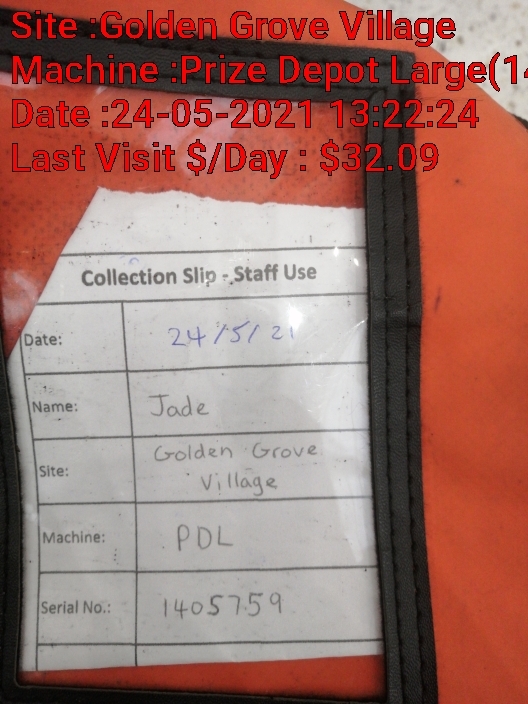 Site :Golden Grove Village
Machine :Prize Depot Large(14
Date :24-05-2021 13:22:24
Last Visit $/Day : $32.09
Collection Slip - Staff Use
Date: 24/5/21
Name: Jade
Site: Golden Grove
Village
Machine: PDL
Serial No.: 1405759